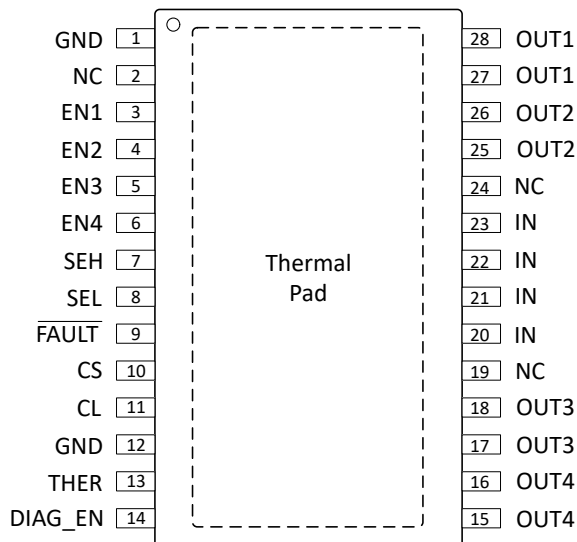 GND 1 28 OUT1
NC 2 27 OUT1
EN1 3 26 OUT2
EN2 4 25 OUT2
EN3 5 24 NC
EN4 6 23 IN
SEH 7 22 IN
SEL 8 21 IN
FAULT 9 20 IN
CS 10 19 NC
CL 11 18 OUT3
GND 12 17 OUT3
THER 13 16 OUT4
DIAG_EN 14 15 OUT4
Thermal
Pad